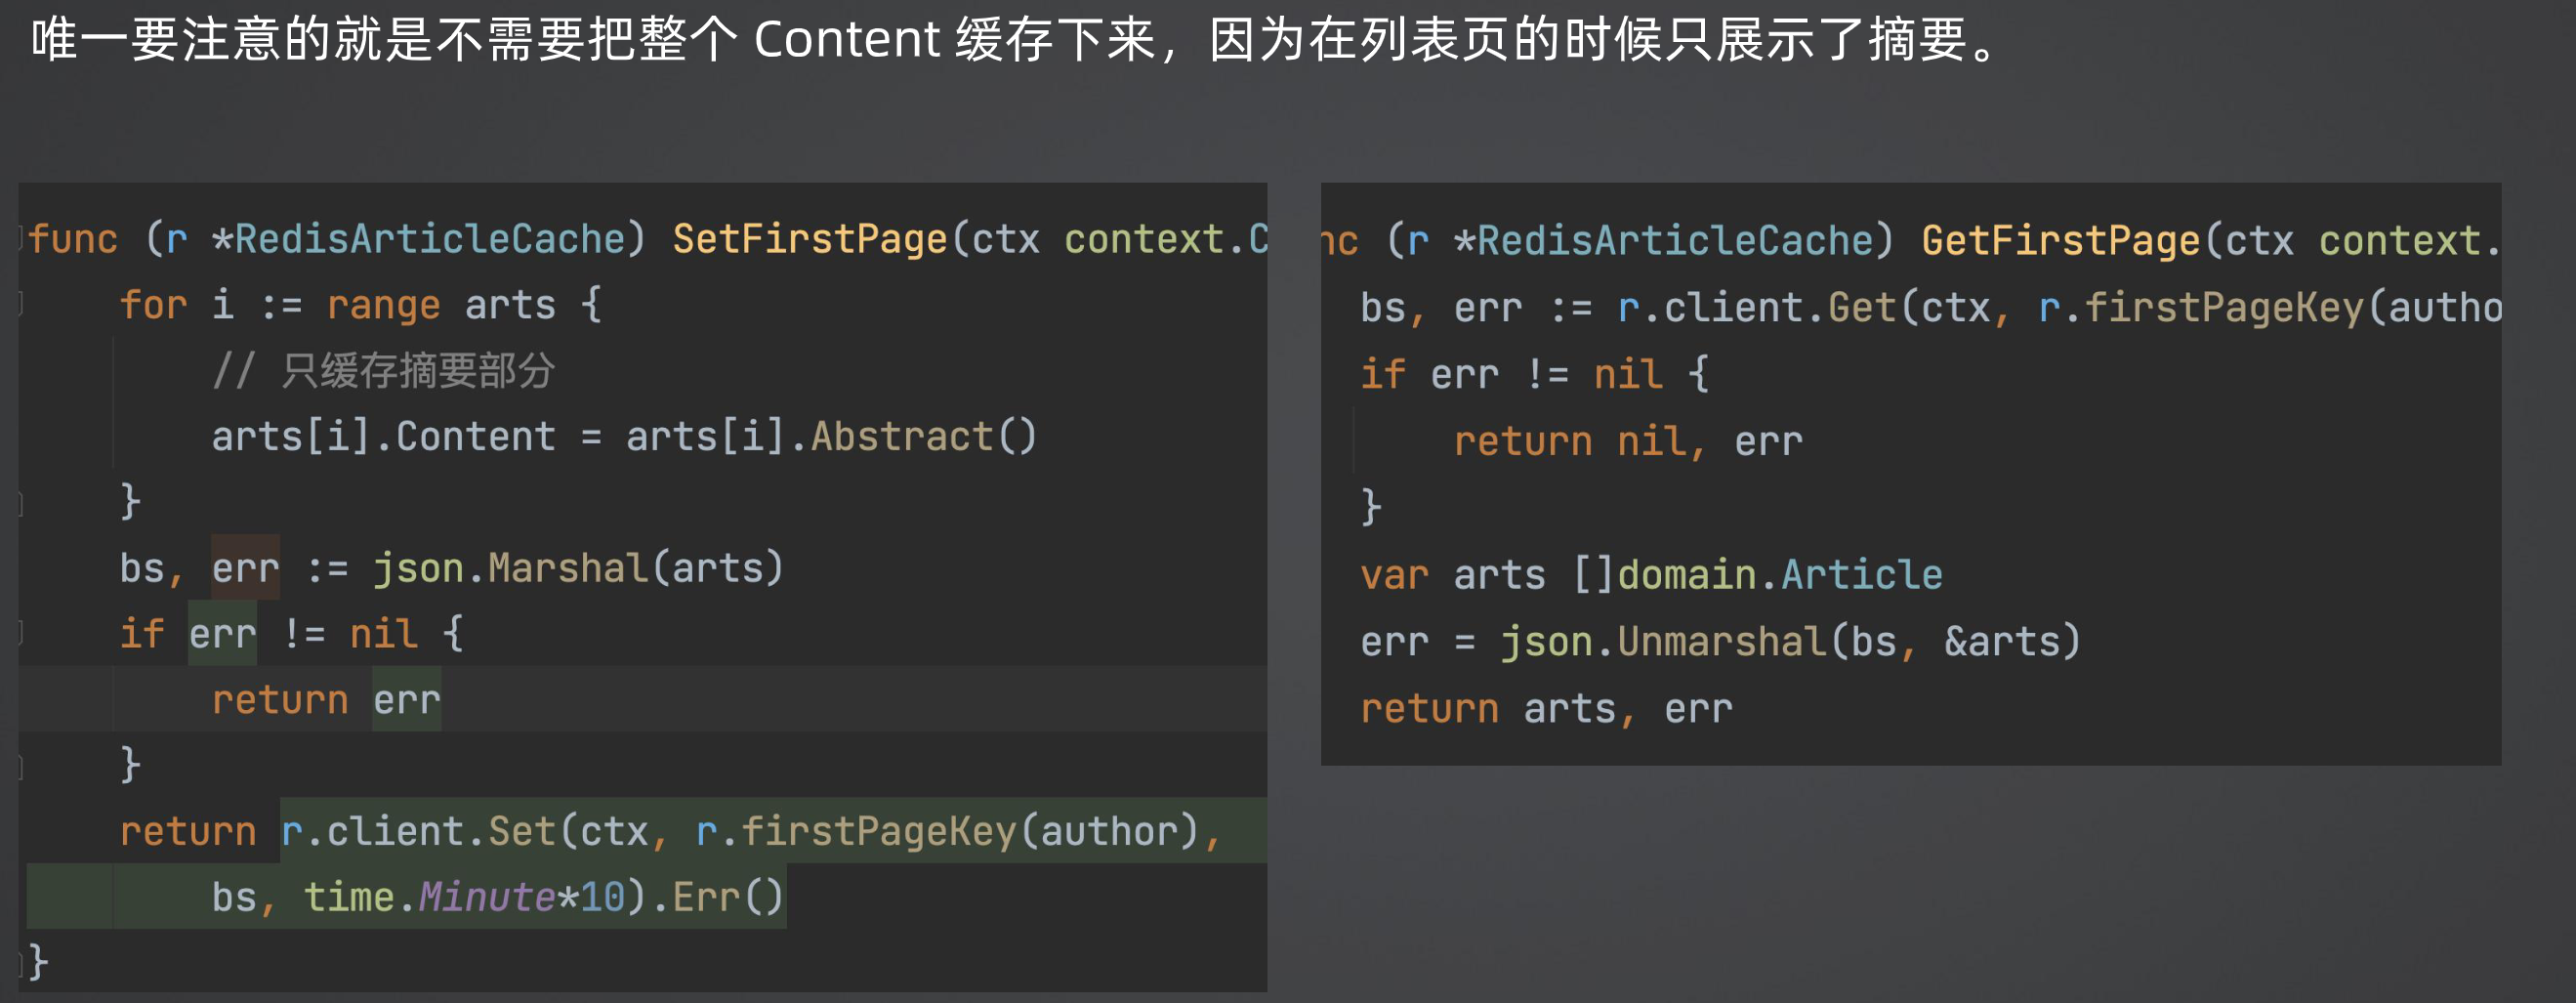 唯一要注意的就是不需要把整个 Content 缓存下来，因为在列表页的时候只展示了摘要。
func (r *RedisArticleCache) SetFirstPage(ctx context.C
    for i := range arts {
        // 只缓存摘要部分
        arts[i].Content = arts[i].Abstract()
    }
    bs, err := json.Marshal(arts)
    if err != nil {
        return err
    }
    return r.client.Set(ctx, r.firstPageKey(author),
        bs, time.Minute*10).Err()
}
nc (r *RedisArticleCache) GetFirstPage(ctx context.
    bs, err := r.client.Get(ctx, r.firstPageKey(autho
    if err != nil {
        return nil, err
    }
    var arts []domain.Article
    err = json.Unmarshal(bs, &arts)
    return arts, err